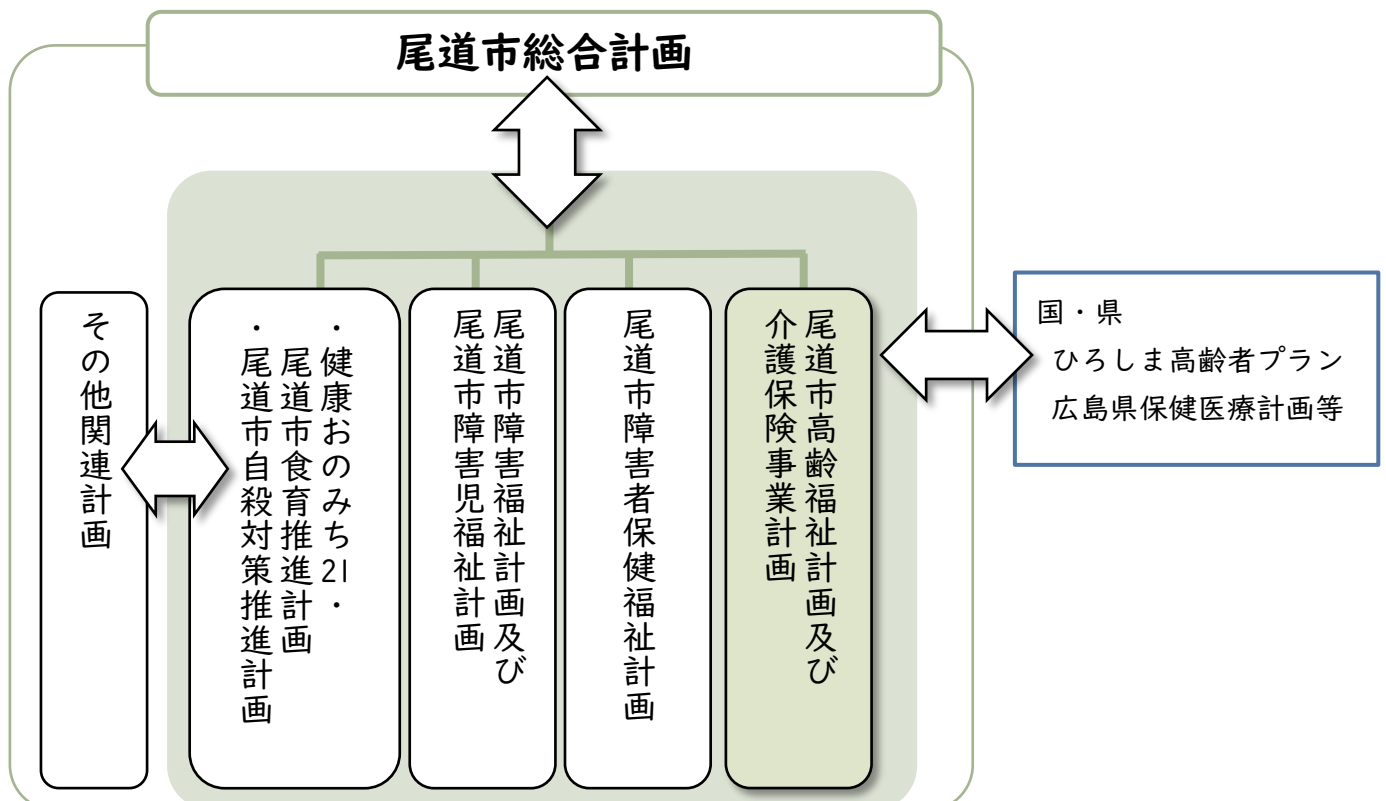 尾道市総合計画
その他関連計画
・健康おのみち21・
尾道市食育推進計画
・尾道市自殺対策推進計画
尾道市障害福祉計画及び
尾道市障害児福祉計画
尾道市障害者保健福祉計画
尾道市高齢福祉計画及び
介護保険事業計画
国・県
ひろしま高齢者プラン
広島県保健医療計画等